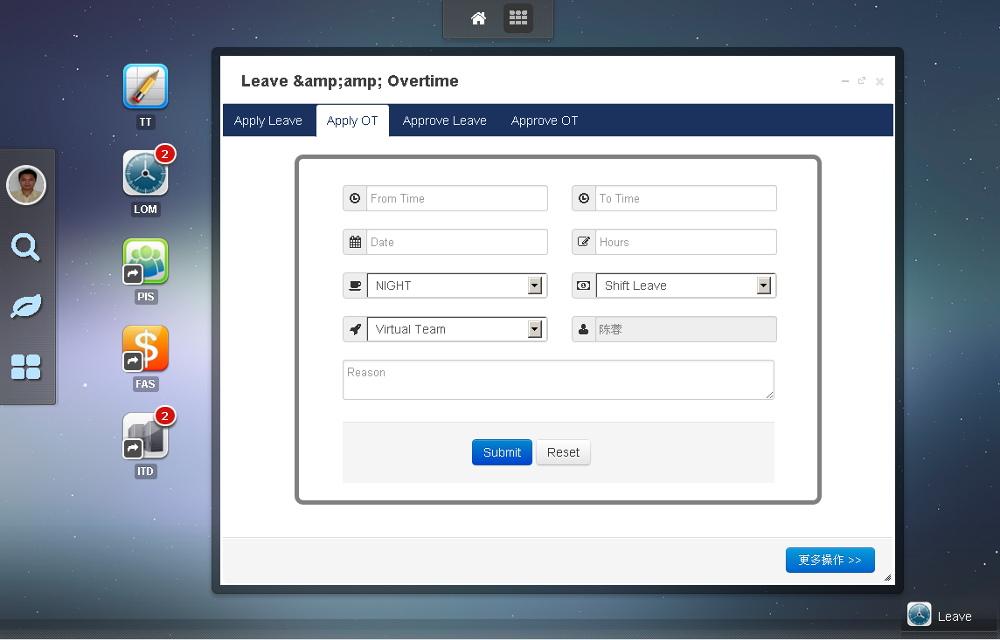 TT
2
LOM
PIS
FAS
2
ITD
Leave &amp;amp; Overtime
Apply Leave
Apply OT
Approve Leave
Approve OT
From Time
To Time
Date
Hours
NIGHT
Shift Leave
Virtual Team
陈蓉
Reason
Submit
Reset
更多操作 >>
Leave